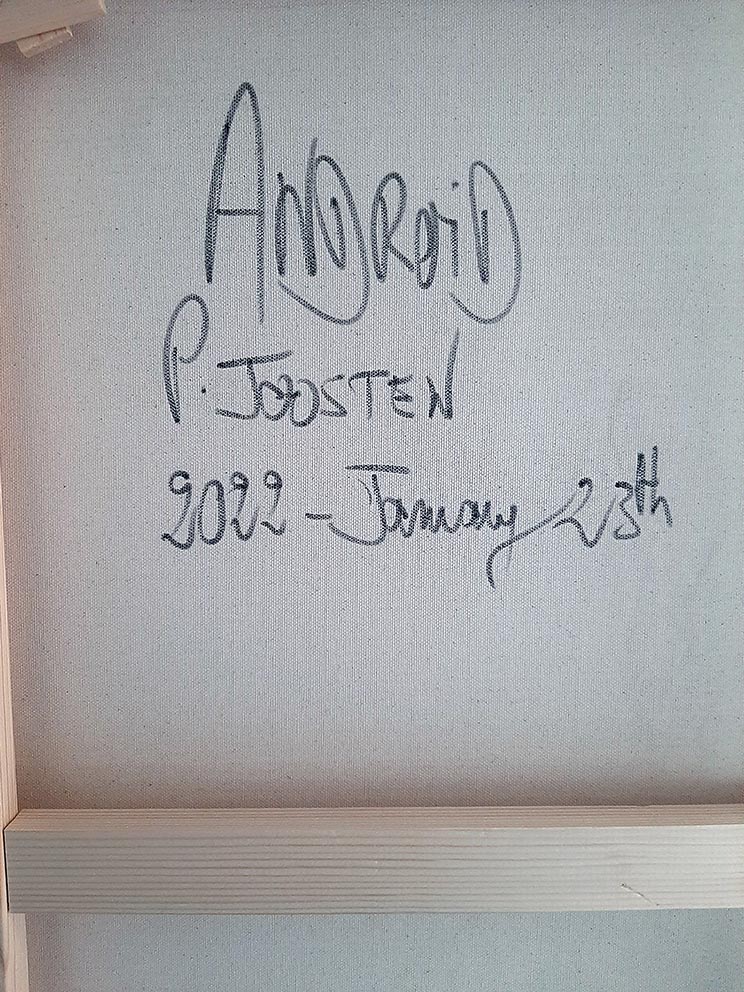 ANDROiD
P. JOOSTEN
2022 - January 23th